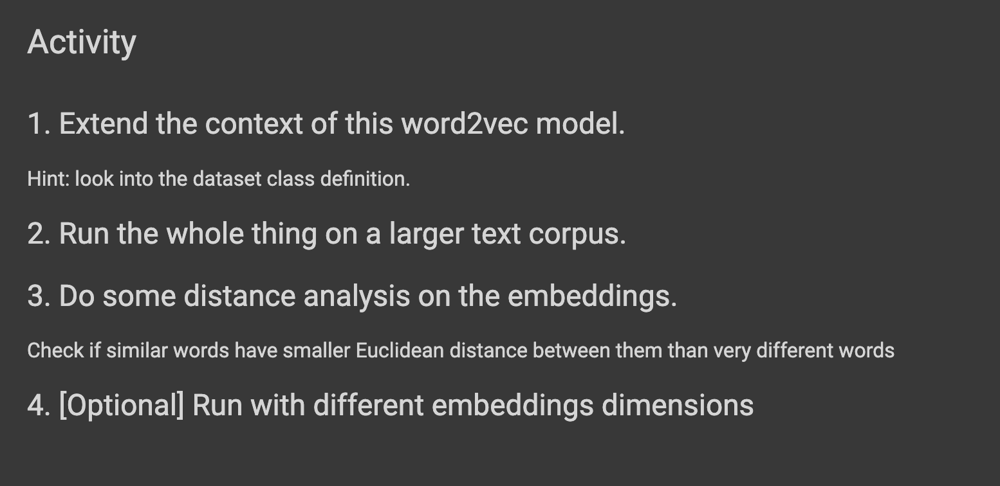 Activity
1. Extend the context of this word2vec model.
Hint: look into the dataset class definition.
2. Run the whole thing on a larger text corpus.
3. Do some distance analysis on the embeddings.
Check if similar words have smaller Euclidean distance between them than very different words
4. [Optional] Run with different embeddings dimensions